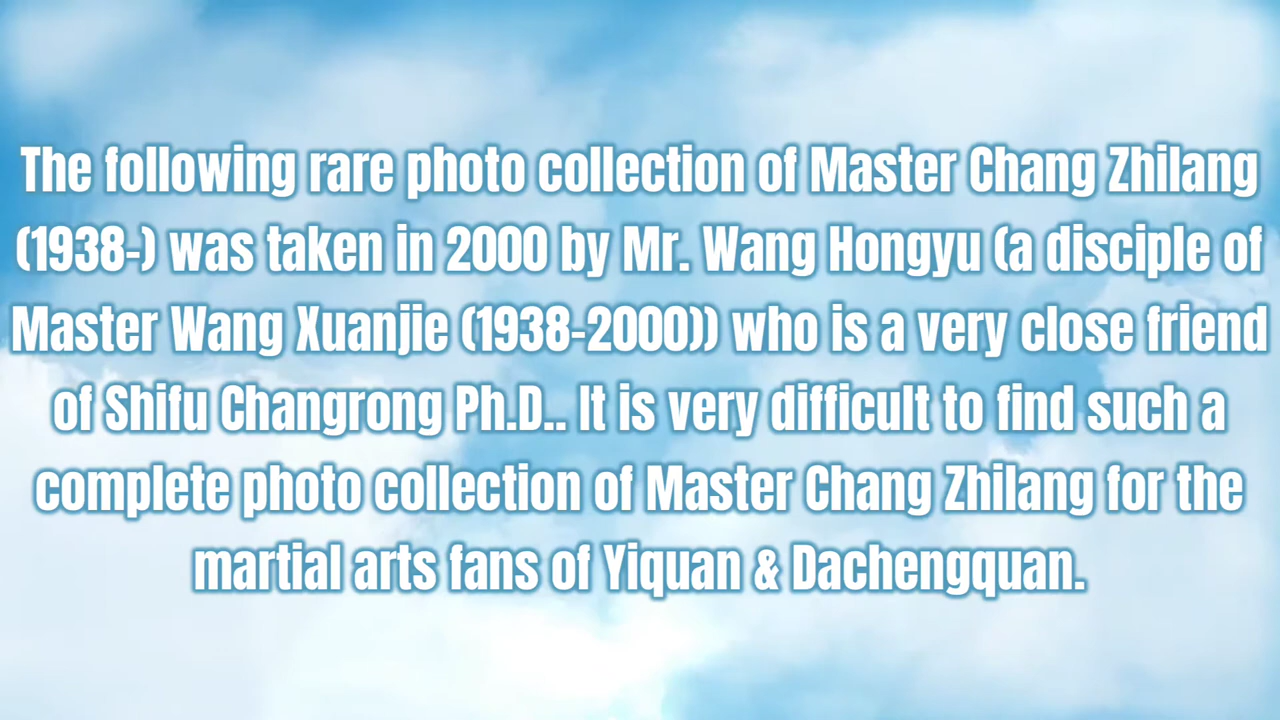 The following rare photo collection of Master Chang Zhilang
(1938-) was taken in 2000 by Mr. Wang Hongyu (a disciple of
Master Wang Xuanjie (1938-2000)) who is a very close friend
of Shifu Changrong Ph.D.. It is very difficult to find such a
complete photo collection of Master Chang Zhilang for the
martial arts fans of Yiquan & Dachengquan.